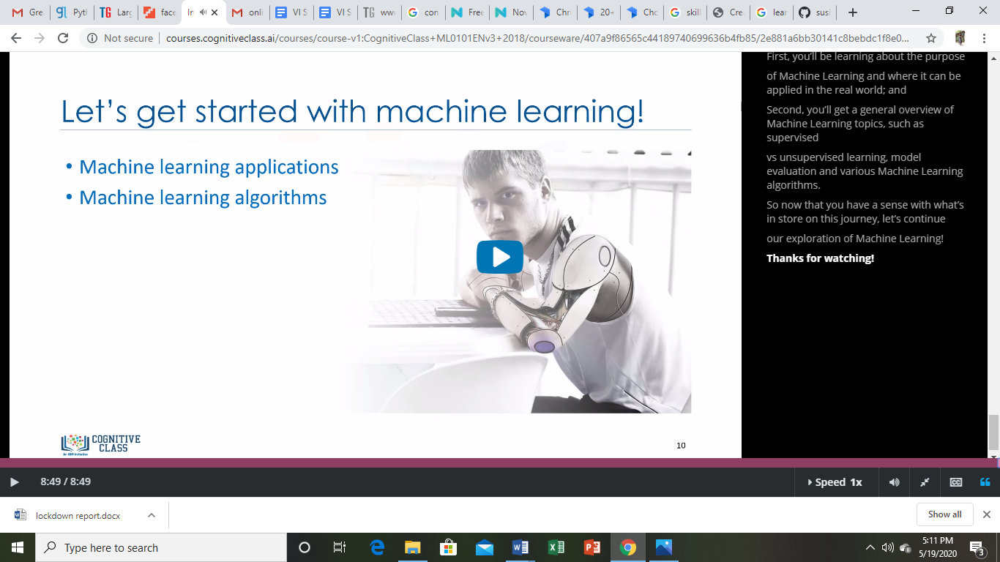 Gre
Pytl
Larg
face
In
onli
VI S
VI S
www
con
Free
Nov
Chr
20+
Cho
skill
Cre
lear
susl
Not secure
courses.cognitiveclass.ai/courses/course-v1:CognitiveClass+ML0101ENv3+2018/courseware/407a9f86565c44189740699636b4fb85/2e881a6bb30141c8bebdc1f8e0...
Let's get started with machine learning!
• Machine learning applications
• Machine learning algorithms
COGNITIVE
CLASS
An IBM Initiative
10
First, you'll be learning about the purpose
of Machine Learning and where it can be
applied in the real world; and
Second, you'll get a general overview of
Machine Learning topics, such as
supervised
vs unsupervised learning, model
evaluation and various Machine Learning
algorithms.
So now that you have a sense with what's
in store on this journey, let's continue
our exploration of Machine Learning!
Thanks for watching!
8:49 / 8:49
Speed 1x
CC
lockdown report.docx
Show all
Type here to search
5:11 PM
5/19/2020
3